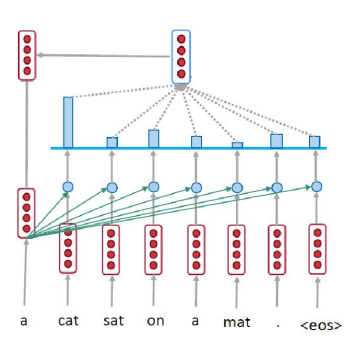 a cat sat on a mat . <eos>